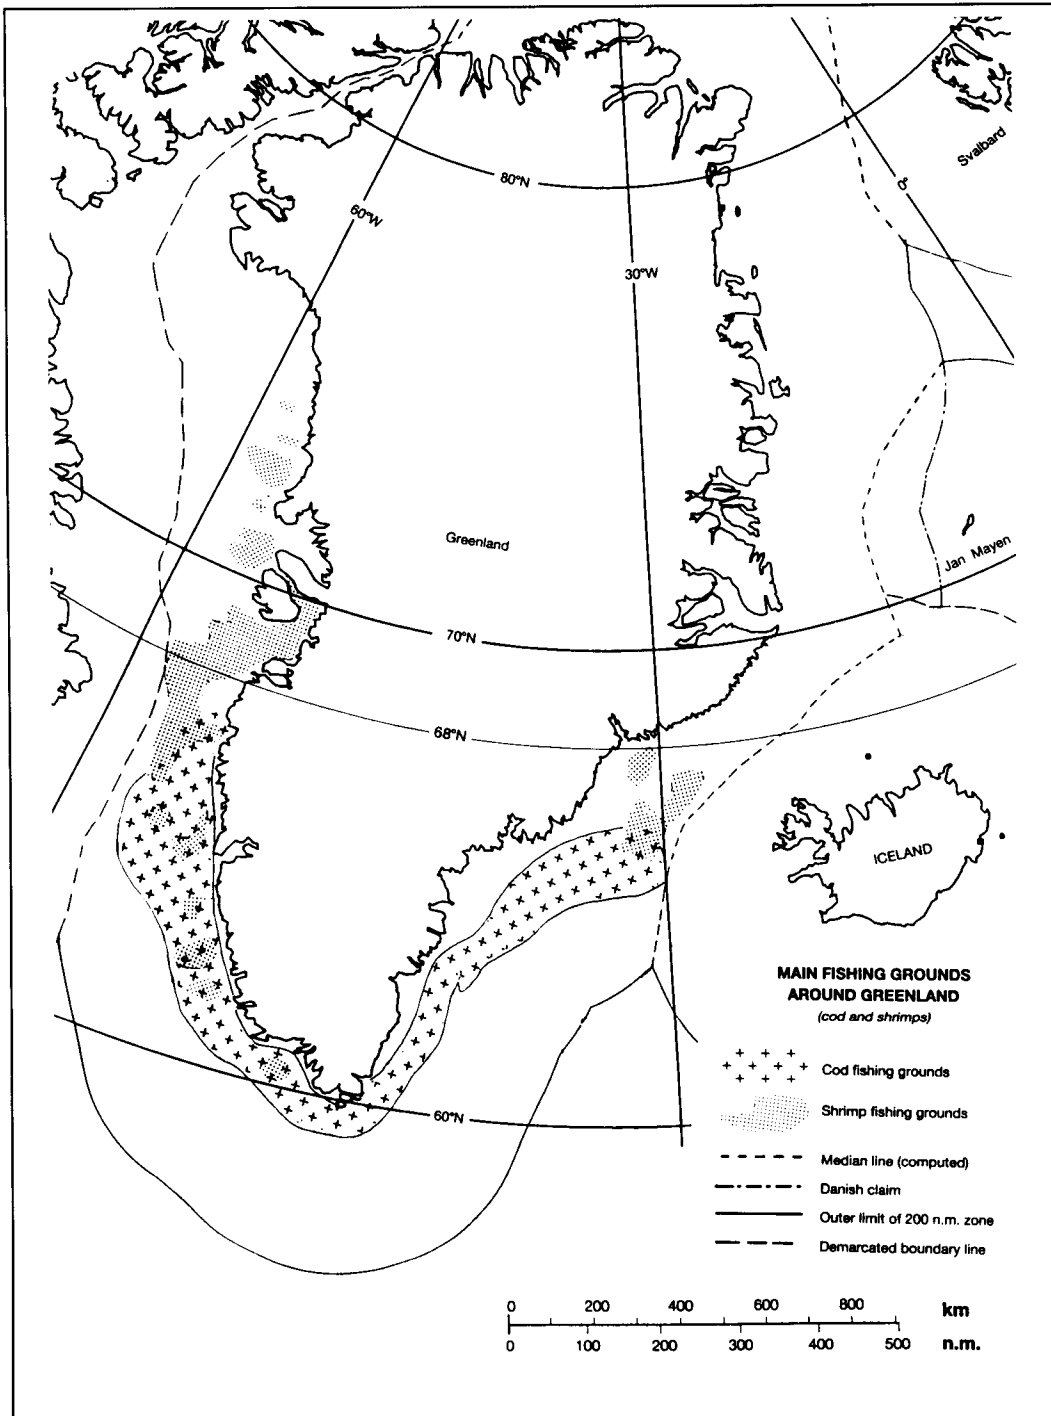 80°N
60°W
30°W
0°
Svalbard
Greenland
Jan Mayen
70°N
68°N
ICELAND
60°N
MAIN FISHING GROUNDS
AROUND GREENLAND
(cod and shrimps)
Cod fishing grounds
Shrimp fishing grounds
Median line (computed)
Danish claim
Outer limit of 200 n.m. zone
Demarcated boundary line
0 200 400 600 800 km
0 100 200 300 400 500 n.m.